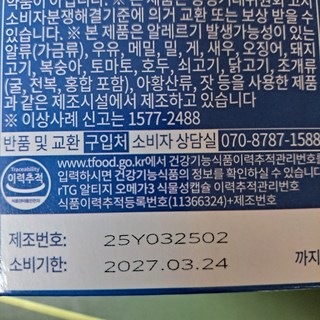 소비자분쟁해결기준에 의거 교환 또는 보상 받을 수
있습니다. ※ 본 제품은 알레르기 발생가능성이 있는
알류(가금류), 우유, 메밀, 밀, 게, 새우, 오징어, 돼지
고기, 복숭아, 토마토, 호두, 쇠고기, 닭고기, 조개류
(굴, 전복, 홍합 포함), 아황산류, 잣 등을 사용한 제품
과 같은 제조시설에서 제조하고 있습니다.
※ 이상사례 신고는 1577-2488
반품 및 교환 구입처 소비자 상담실 070-8787-1588
Traceability
이력추적
www.tfood.go.kr에서 건강기능식품이력추적관리번호를
입력하시면 건강기능식품의 정보를 확인하실 수 있습니다.
rTG 알티지 오메가3 식물성캡슐 이력추적관리번호
(식품이력추적등록번호(11366324)+제조번호)
제조번호: 25Y032502
소비기한: 2027.03.24 까지